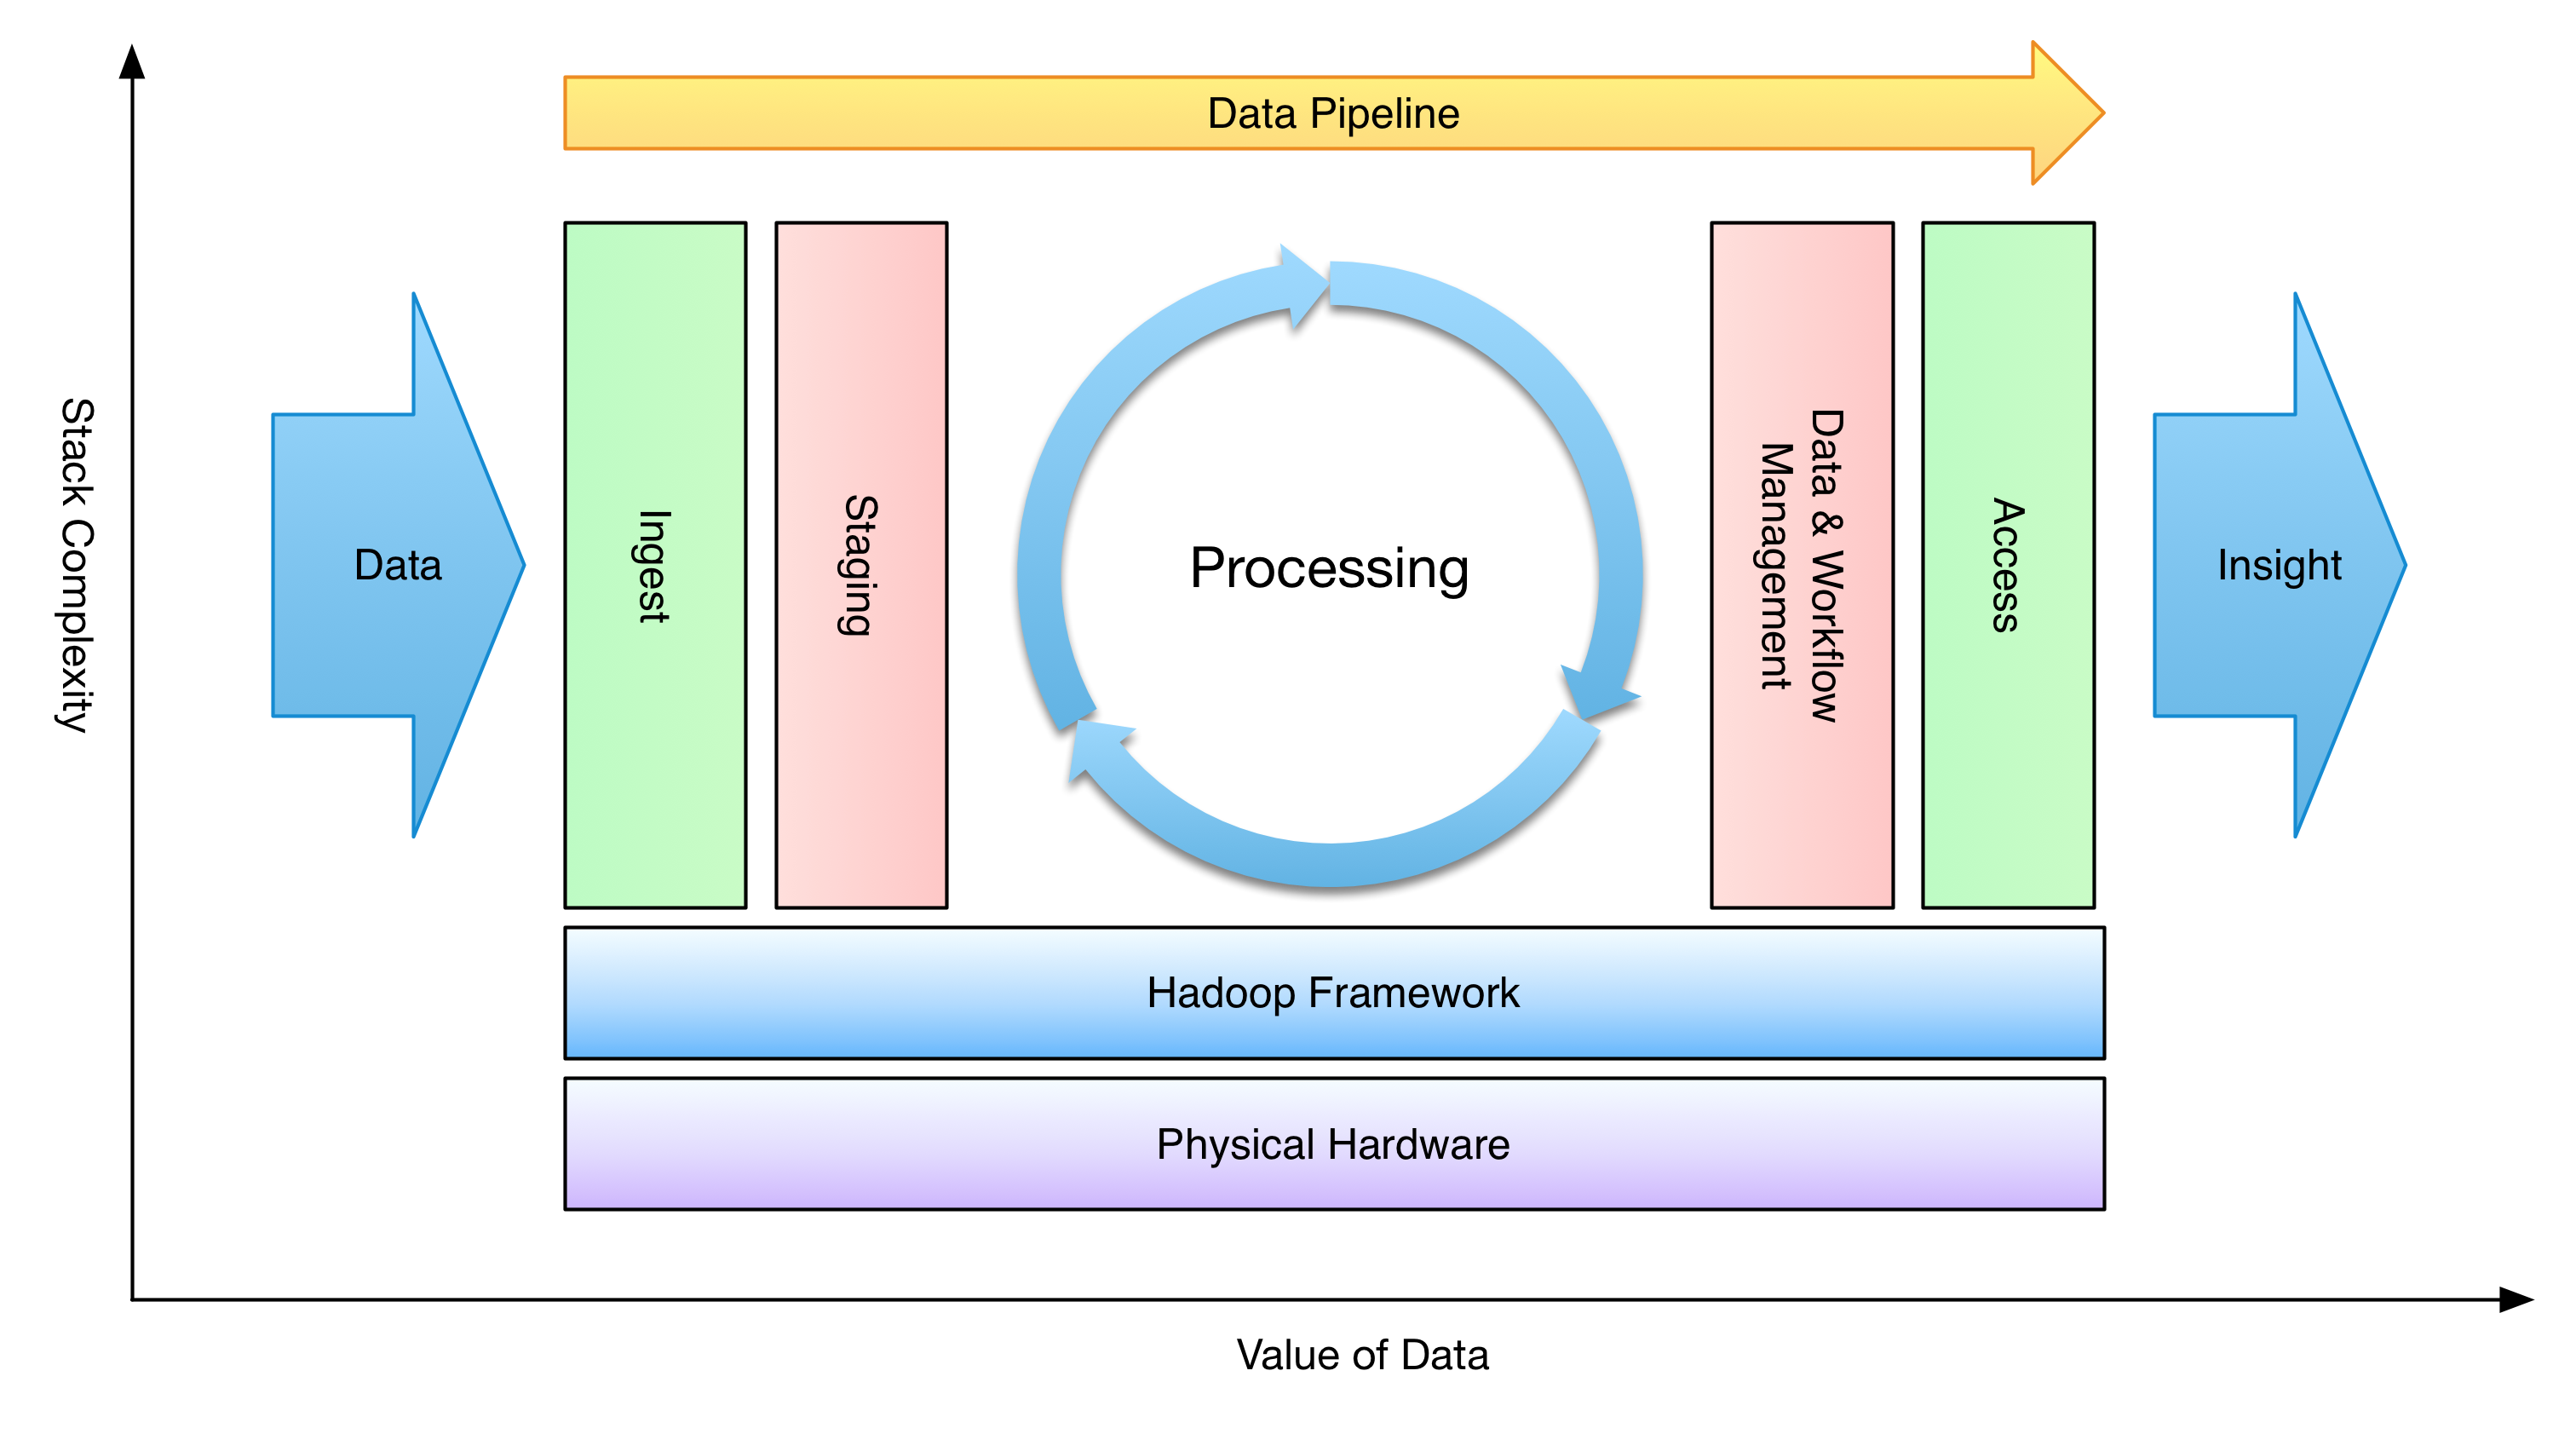 Data Pipeline
Stack Complexity
Data
Ingest
Staging
Processing
Data & Workflow
Management
Access
Insight
Hadoop Framework
Physical Hardware
Value of Data